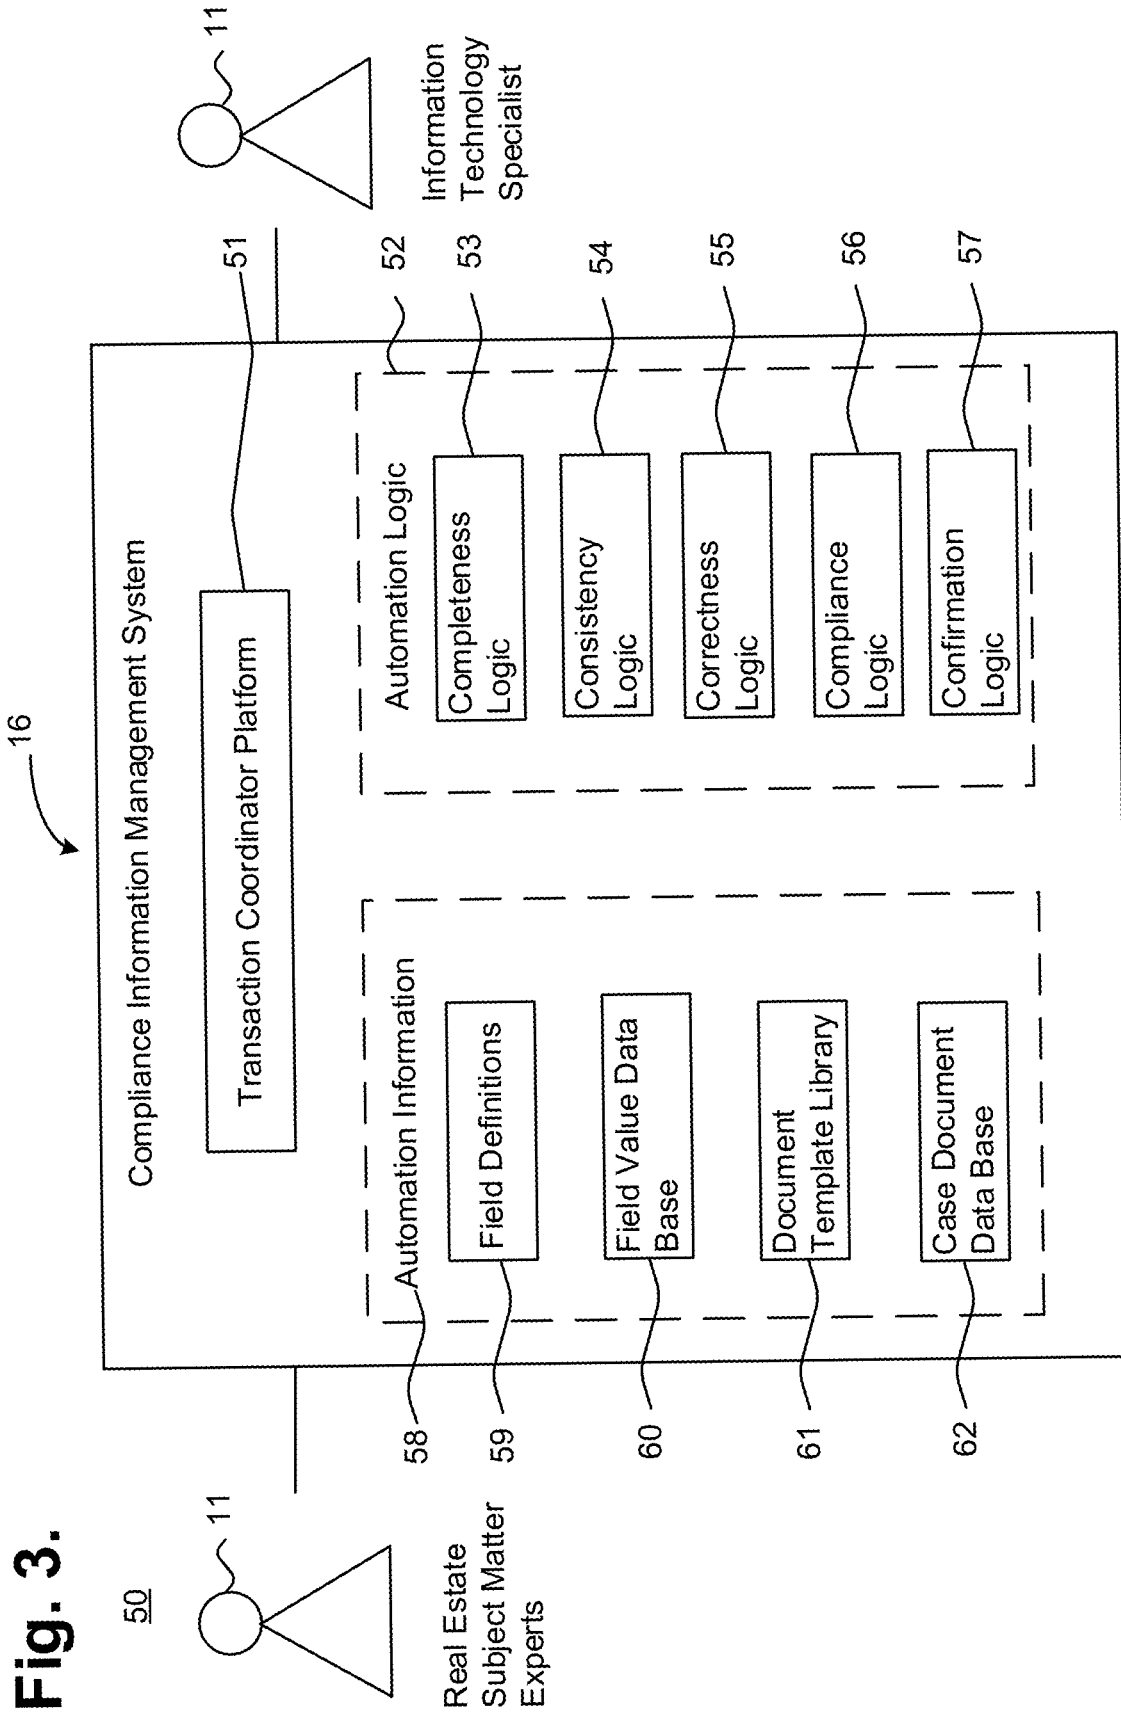 Fig. 3.
50
16
11
Real Estate
Subject Matter
Experts
11
Information
Technology
Specialist
Compliance Information Management System
51
Transaction Coordinator Platform
58
Automation Information
59
Field Definitions
60
Field Value Data
Base
61
Document
Template Library
62
Case Document
Data Base
52
Automation Logic
53
Completeness
Logic
54
Consistency
Logic
55
Correctness
Logic
56
Compliance
Logic
57
Confirmation
Logic